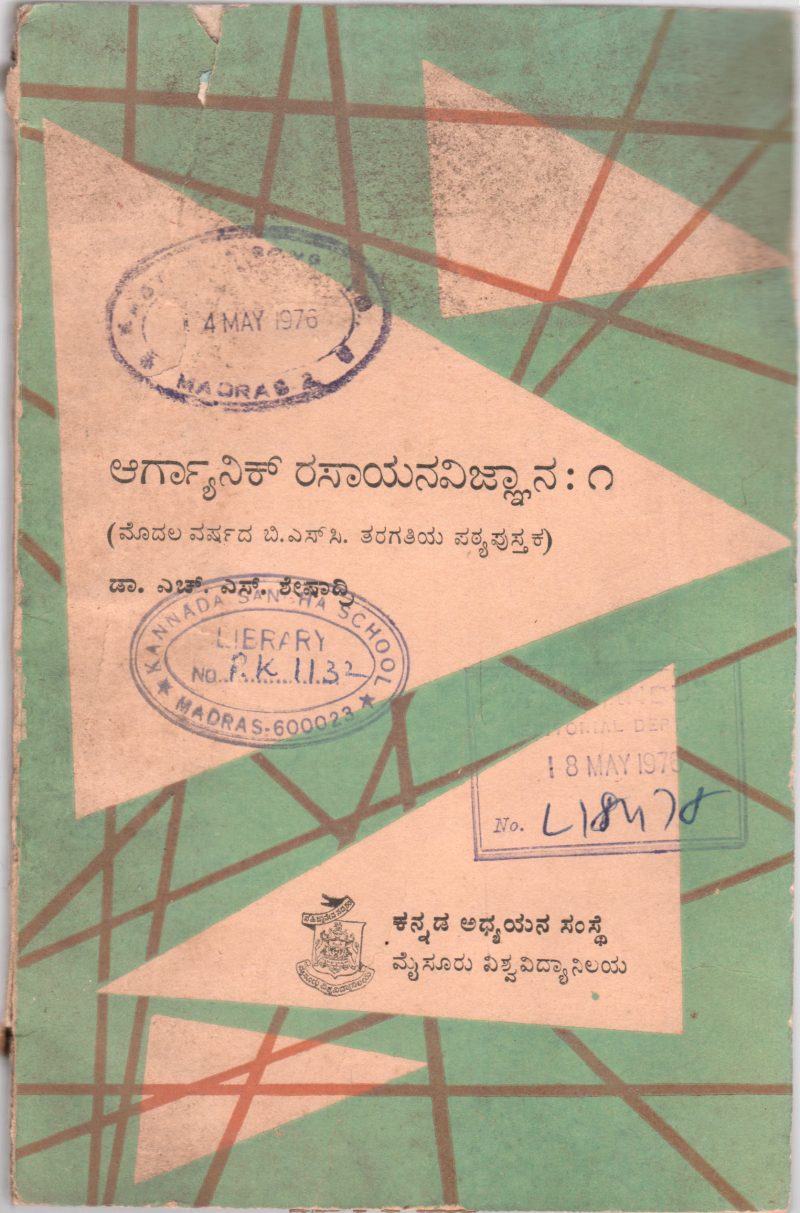 4 MAY 1976
MADRAS 2
ಆರ್ಗ್ಯಾನಿಕ್ ರಸಾಯನವಿಜ್ಞಾನ : ೧
(ಮೊದಲ ವರ್ಷದ ಬಿ.ಎಸ್‌ಸಿ. ತರಗತಿಯ ಪಠ್ಯಪುಸ್ತಕ)
ಡಾ. ಎಚ್. ಎಸ್. ಶೇಷಾದ್ರಿ
KANNADA SANGHA SCHOOL
LIBRARY
No. P.K 1132
MADRAS-600023
18 MAY 1976
No.
ಕನ್ನಡ ಅಧ್ಯಯನ ಸಂಸ್ಥೆ
ಮೈಸೂರು ವಿಶ್ವವಿದ್ಯಾನಿಲಯ